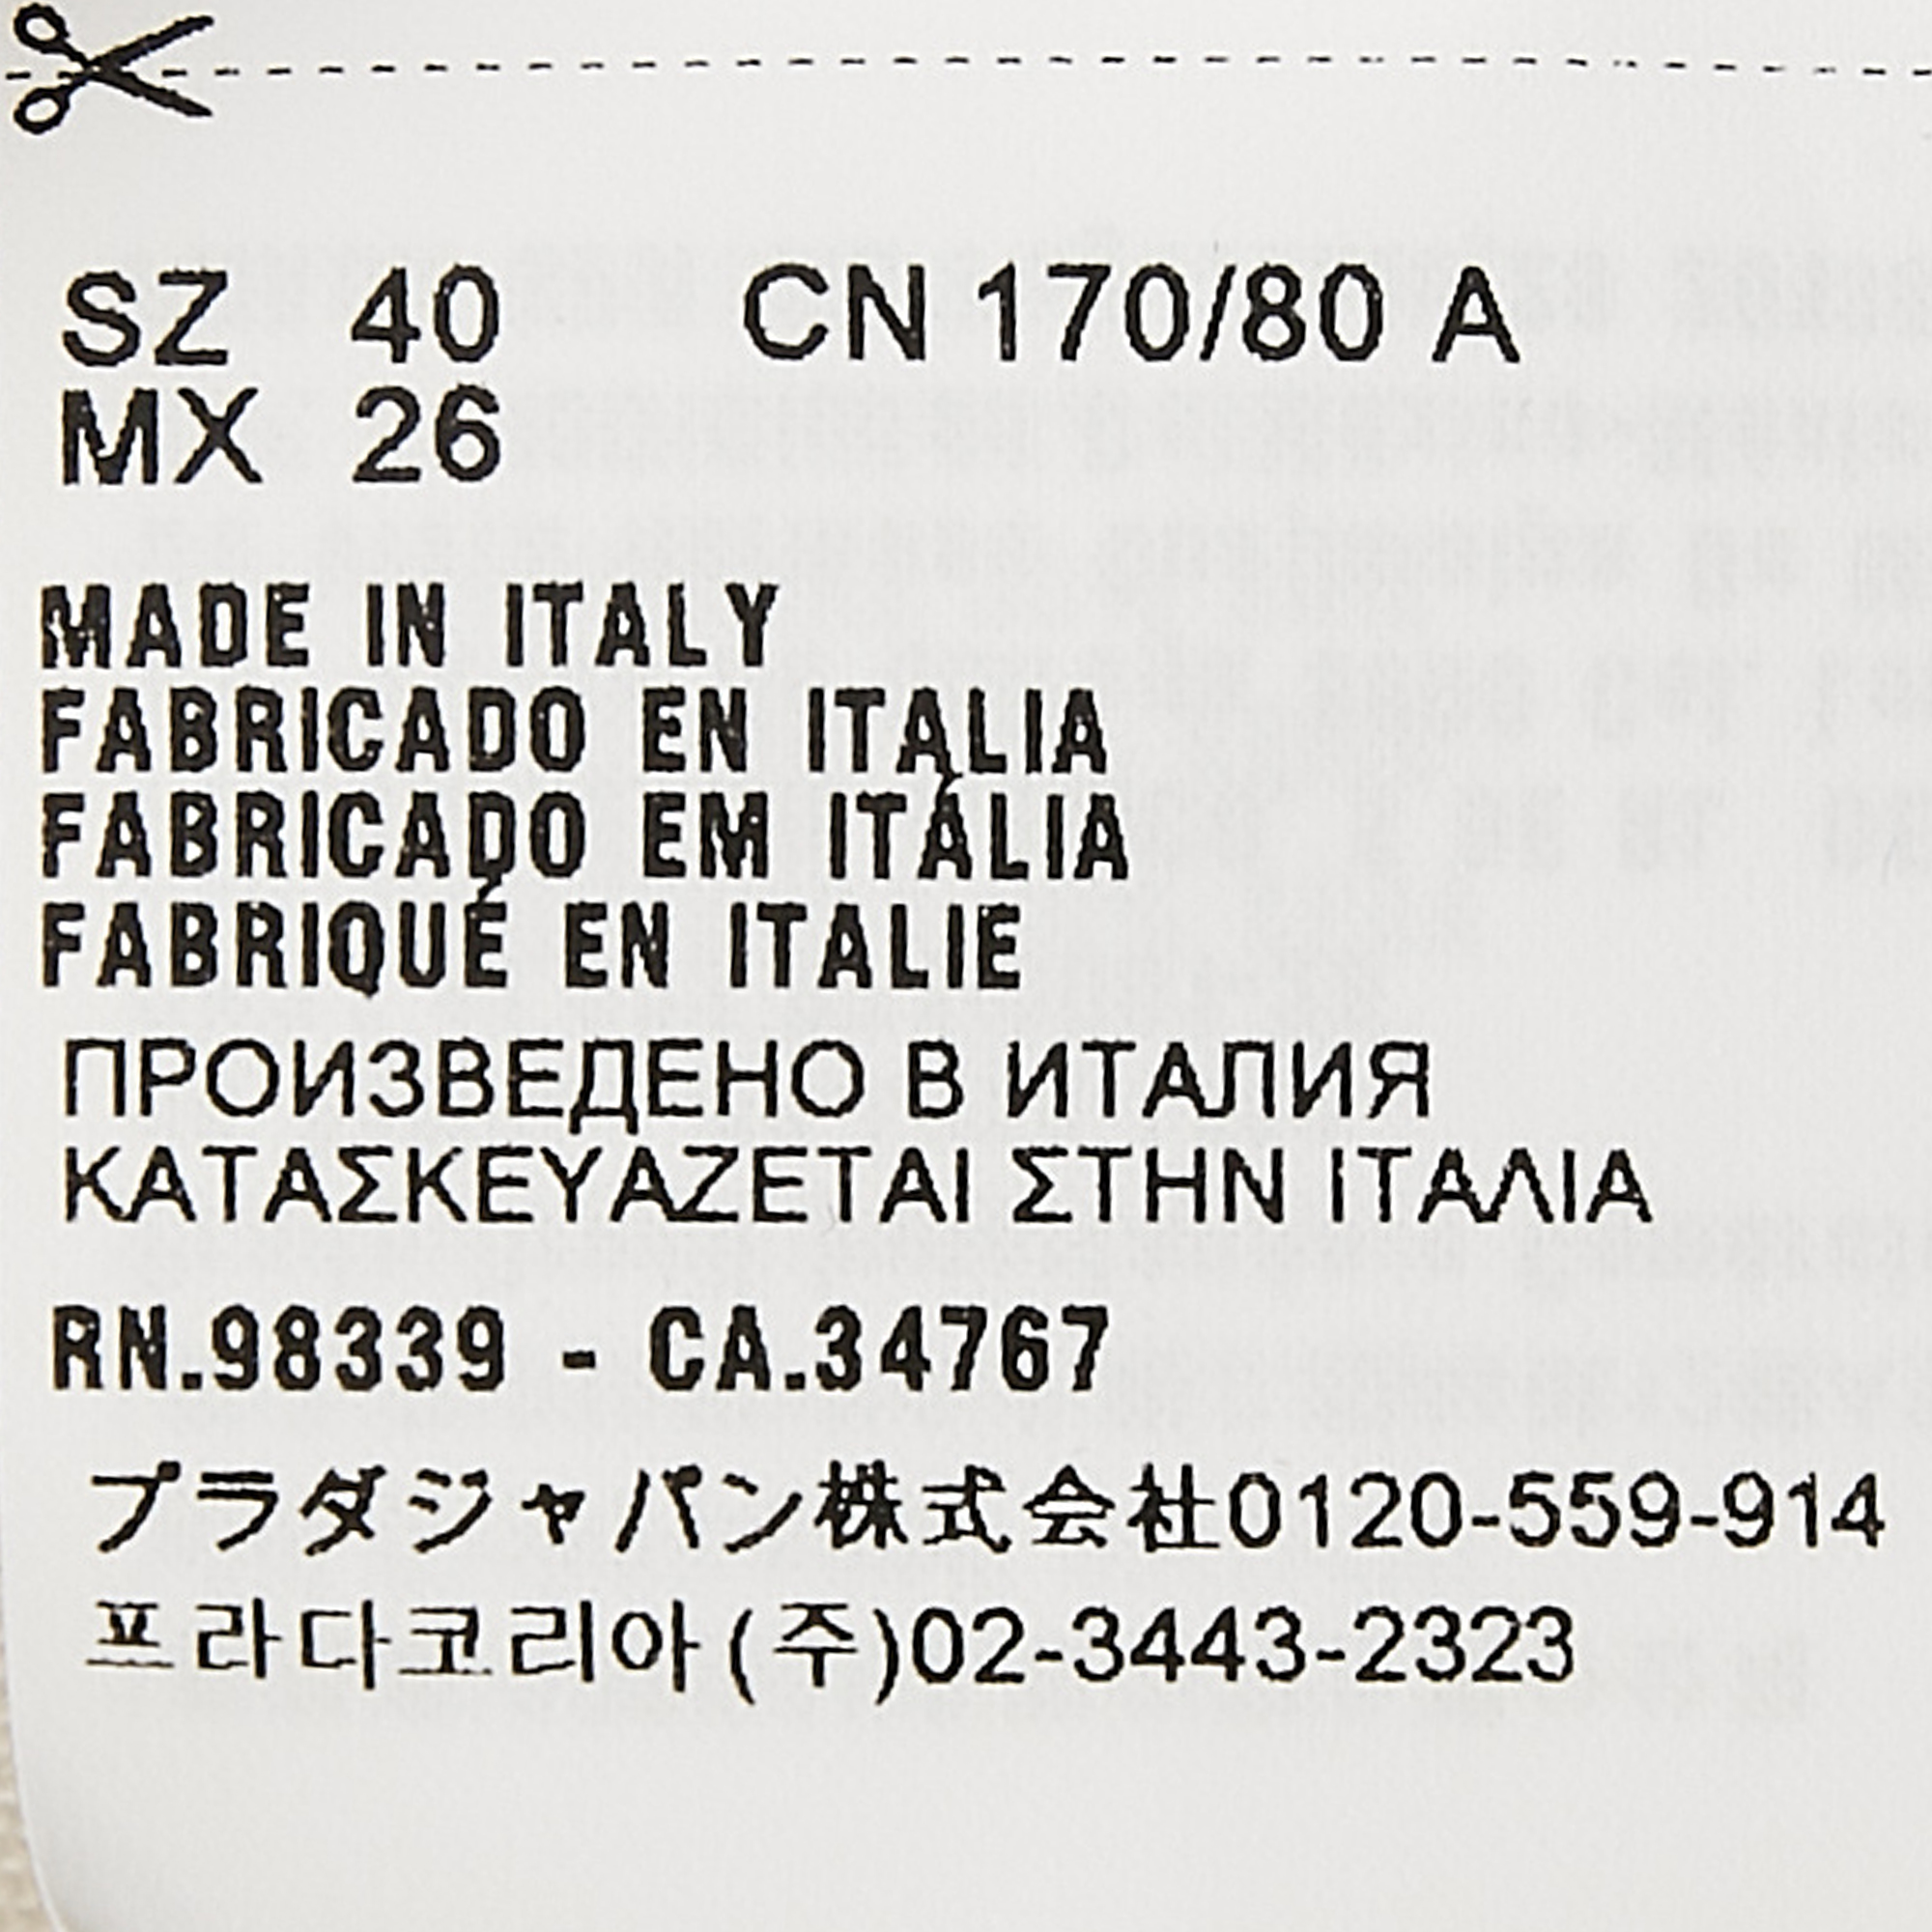 SZ 40 CN 170/80 A
MX 26
MADE IN ITALY
FABRICADO EN ITALIA
FABRICADO EM ITÁLIA
FABRIQUÉ EN ITALIE
ПРОИЗВЕДЕНО В ИТАЛИЯ
ΚΑΤΑΣΚΕΥΑΖΕΤΑΙ ΣΤΗΝ ΙΤΑΛΙΑ
RN.98339 - CA.34767
プラダジャパン株式会社0120-559-914
프라다코리아(주)02-3443-2323